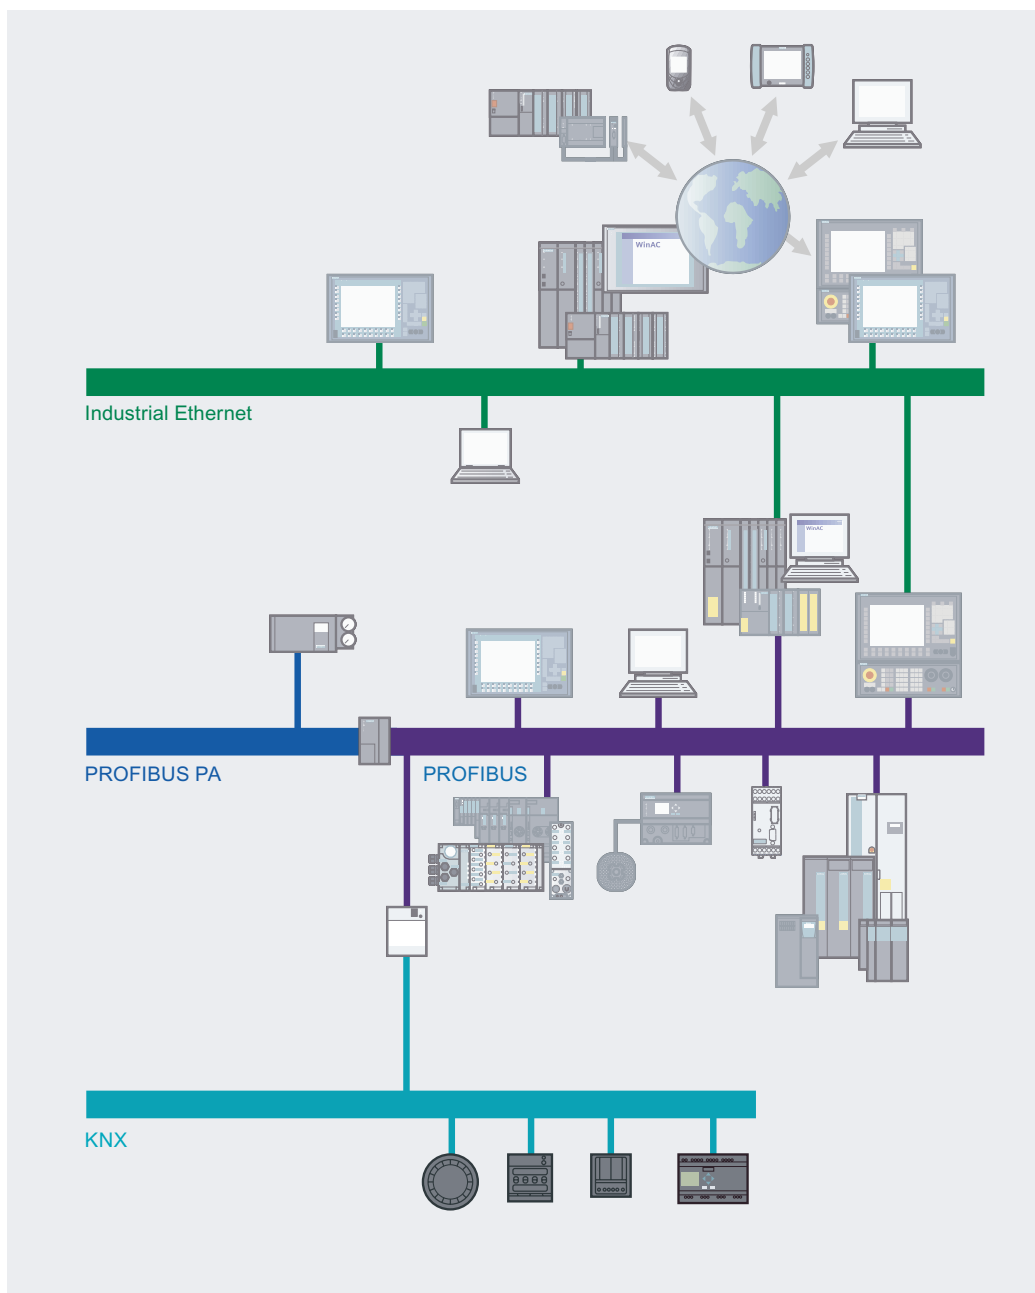 WinAC
Industrial Ethernet
WinAC
PROFIBUS PA
PROFIBUS
KNX